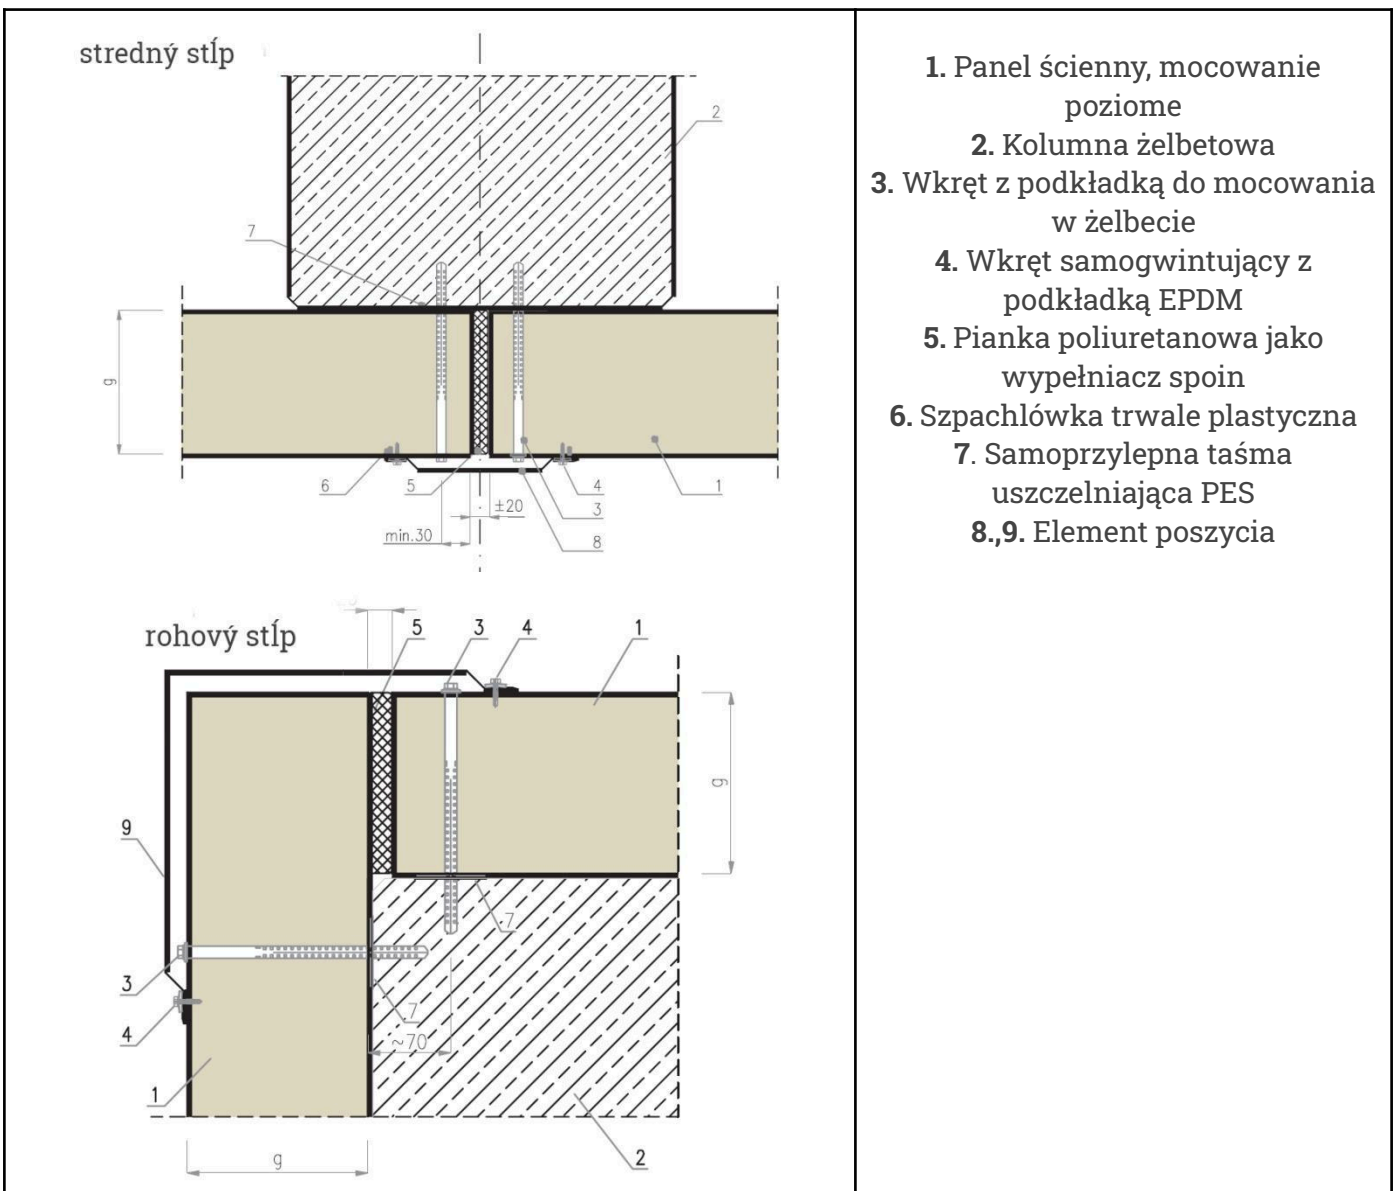 stredný stĺp
2
7
g
6
5
4
1
±20
3
min.30
8
rohový stĺp
5
3
4
1
g
9
7
3
7
4
~70
1
2
g
1. Panel ścienny, mocowanie
poziome
2. Kolumna żelbetowa
3. Wkręt z podkładką do mocowania
w żelbecie
4. Wkręt samogwintujący z
podkładką EPDM
5. Pianka poliuretanowa jako
wypełniacz spoin
6. Szpachlówka trwale plastyczna
7. Samoprzylepna taśma
uszczelniająca PES
8.,9. Element poszycia